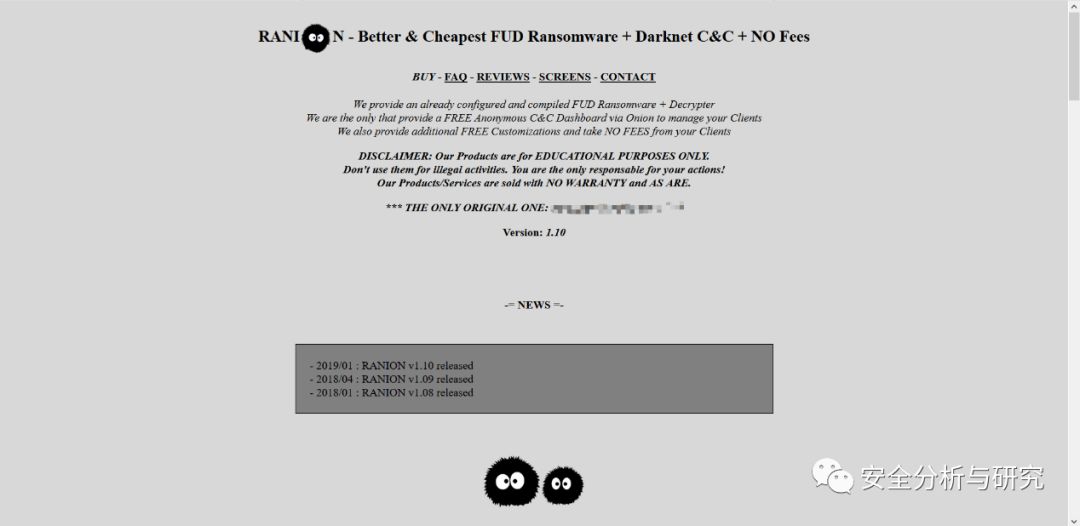 RANI N - Better & Cheapest FUD Ransomware + Darknet C&C + NO Fees
BUY - FAQ - REVIEWS - SCREENS - CONTACT
We provide an already configured and compiled FUD Ransomware + Decrypter
We are the only that provide a FREE Anonymous C&C Dashboard via Onion to manage your Clients
We also provide additional FREE Customizations and take NO FEES from your Clients
DISCLAIMER: Our Products are for EDUCATIONAL PURPOSES ONLY.
Don't use them for illegal activities. You are the only responsable for your actions!
Our Products/Services are sold with NO WARRANTY and AS ARE.
*** THE ONLY ORIGINAL ONE:
Version: 1.10
-= NEWS =-
- 2019/01 : RANION v1.10 released
- 2018/04 : RANION v1.09 released
- 2018/01 : RANION v1.08 released
安全分析与研究